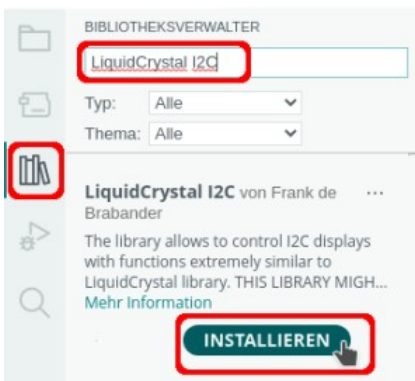 BIBLIOTHEKSVERWALTER
LiquidCrystal I2C
Typ: Alle
Thema: Alle
LiquidCrystal I2C von Frank de
Brabander
The library allows to control I2C displays
with functions extremely similar to
LiquidCrystal library. THIS LIBRARY MIGH...
Mehr Information
INSTALLIEREN